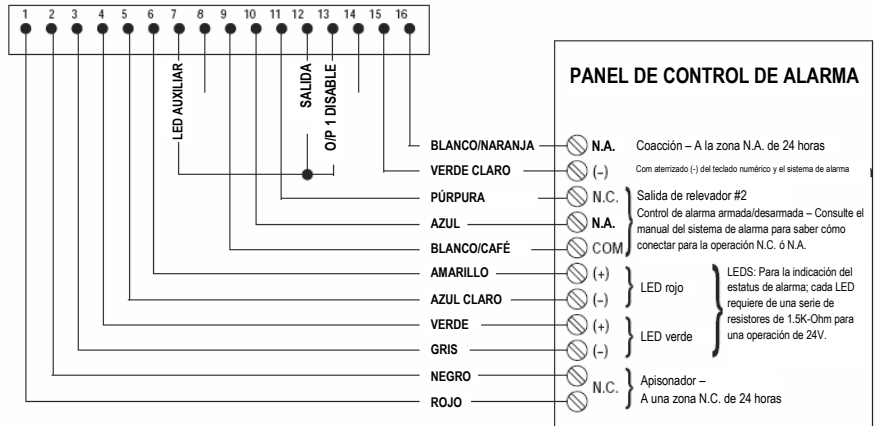 1 2 3 4 5 6 7 8 9 10 11 12 13 14 15 16
LED AUXILIAR
SALIDA
O/P 1 DISABLE
PANEL DE CONTROL DE ALARMA
BLANCO/NARANJA N.A. Coacción – A la zona N.A. de 24 horas
VERDE CLARO (-) Com aterrizado (-) del teclado numérico y el sistema de alarma
PÚRPURA N.C.
AZUL N.A.
BLANCO/CAFÉ COM
Salida de relevador #2
Control de alarma armada/desarmada – Consulte el
manual del sistema de alarma para saber cómo
conectar para la operación N.C. ó N.A.
AMARILLO (+)
AZUL CLARO (-)
LED rojo
VERDE (+)
GRIS (-)
LED verde
LEDS: Para la indicación del
estatus de alarma; cada LED
requiere de una serie de
resistores de 1.5K-Ohm para
una operación de 24V.
NEGRO
ROJO
N.C.
Apisonador –
A una zona N.C. de 24 horas